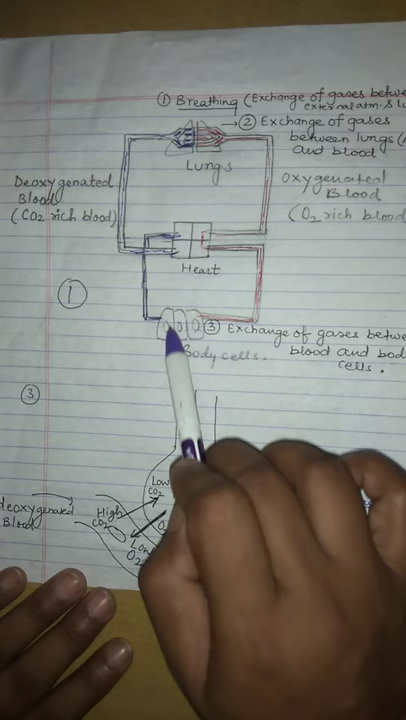 ① Breathing (Exchange of gases betwe
external atm. & lu
→ ② Exchange of gases
between lungs (
and blood
Lungs
Deoxygenated
Blood
(CO2 rich blood)
Oxygenated
Blood
(O2 rich blood
Heart
①
③ Exchange of gases betwe
blood and bod
cells.
Body cells.
③
Low
CO2
Deoxygenated
Blood
High
CO2
Low
O2